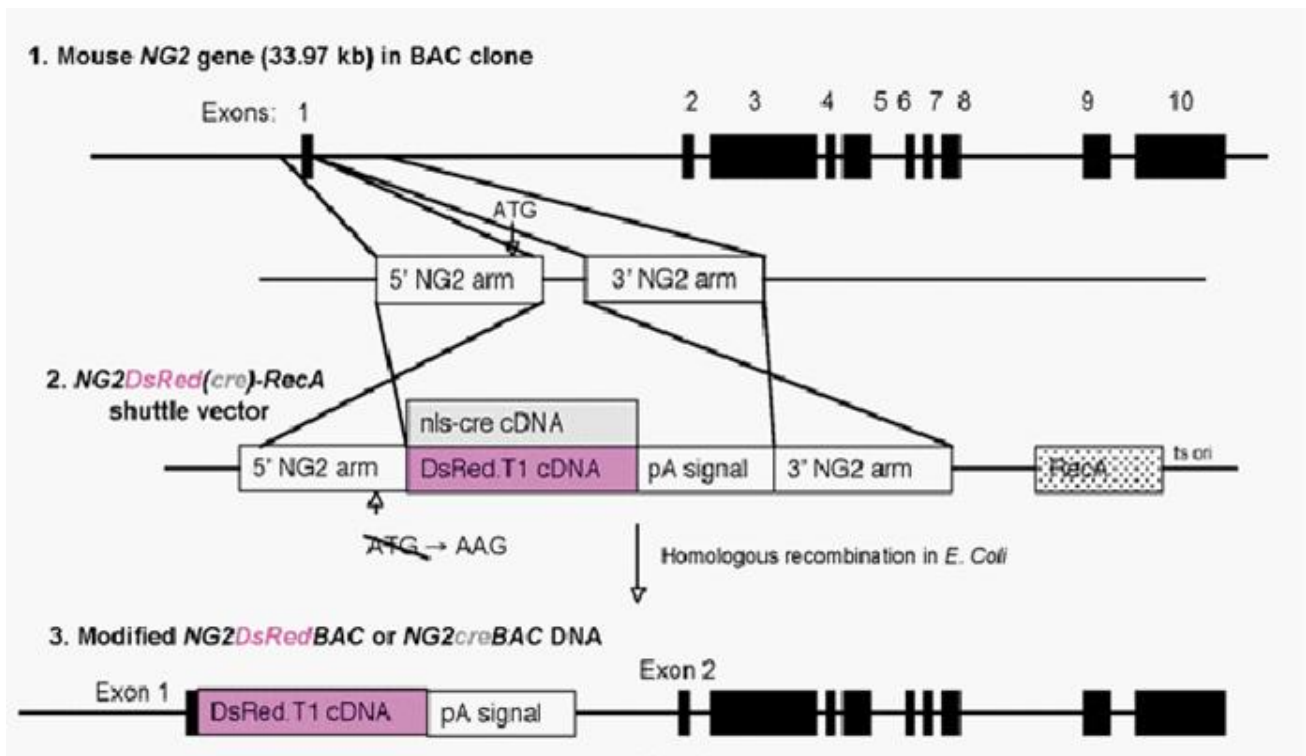 1. Mouse NG2 gene (33.97 kb) in BAC clone
Exons: 1 2 3 4 5 6 7 8 9 10
ATG
5' NG2 arm 3' NG2 arm
2. NG2DsRed(cre)-RecA
shuttle vector
nls-cre cDNA
5' NG2 arm DsRed.T1 cDNA pA signal 3' NG2 arm RecA ts ori
ATG → AAG
Homologous recombination in E. Coli
3. Modified NG2DsRedBAC or NG2creBAC DNA
Exon 1 Exon 2
DsRed.T1 cDNA pA signal